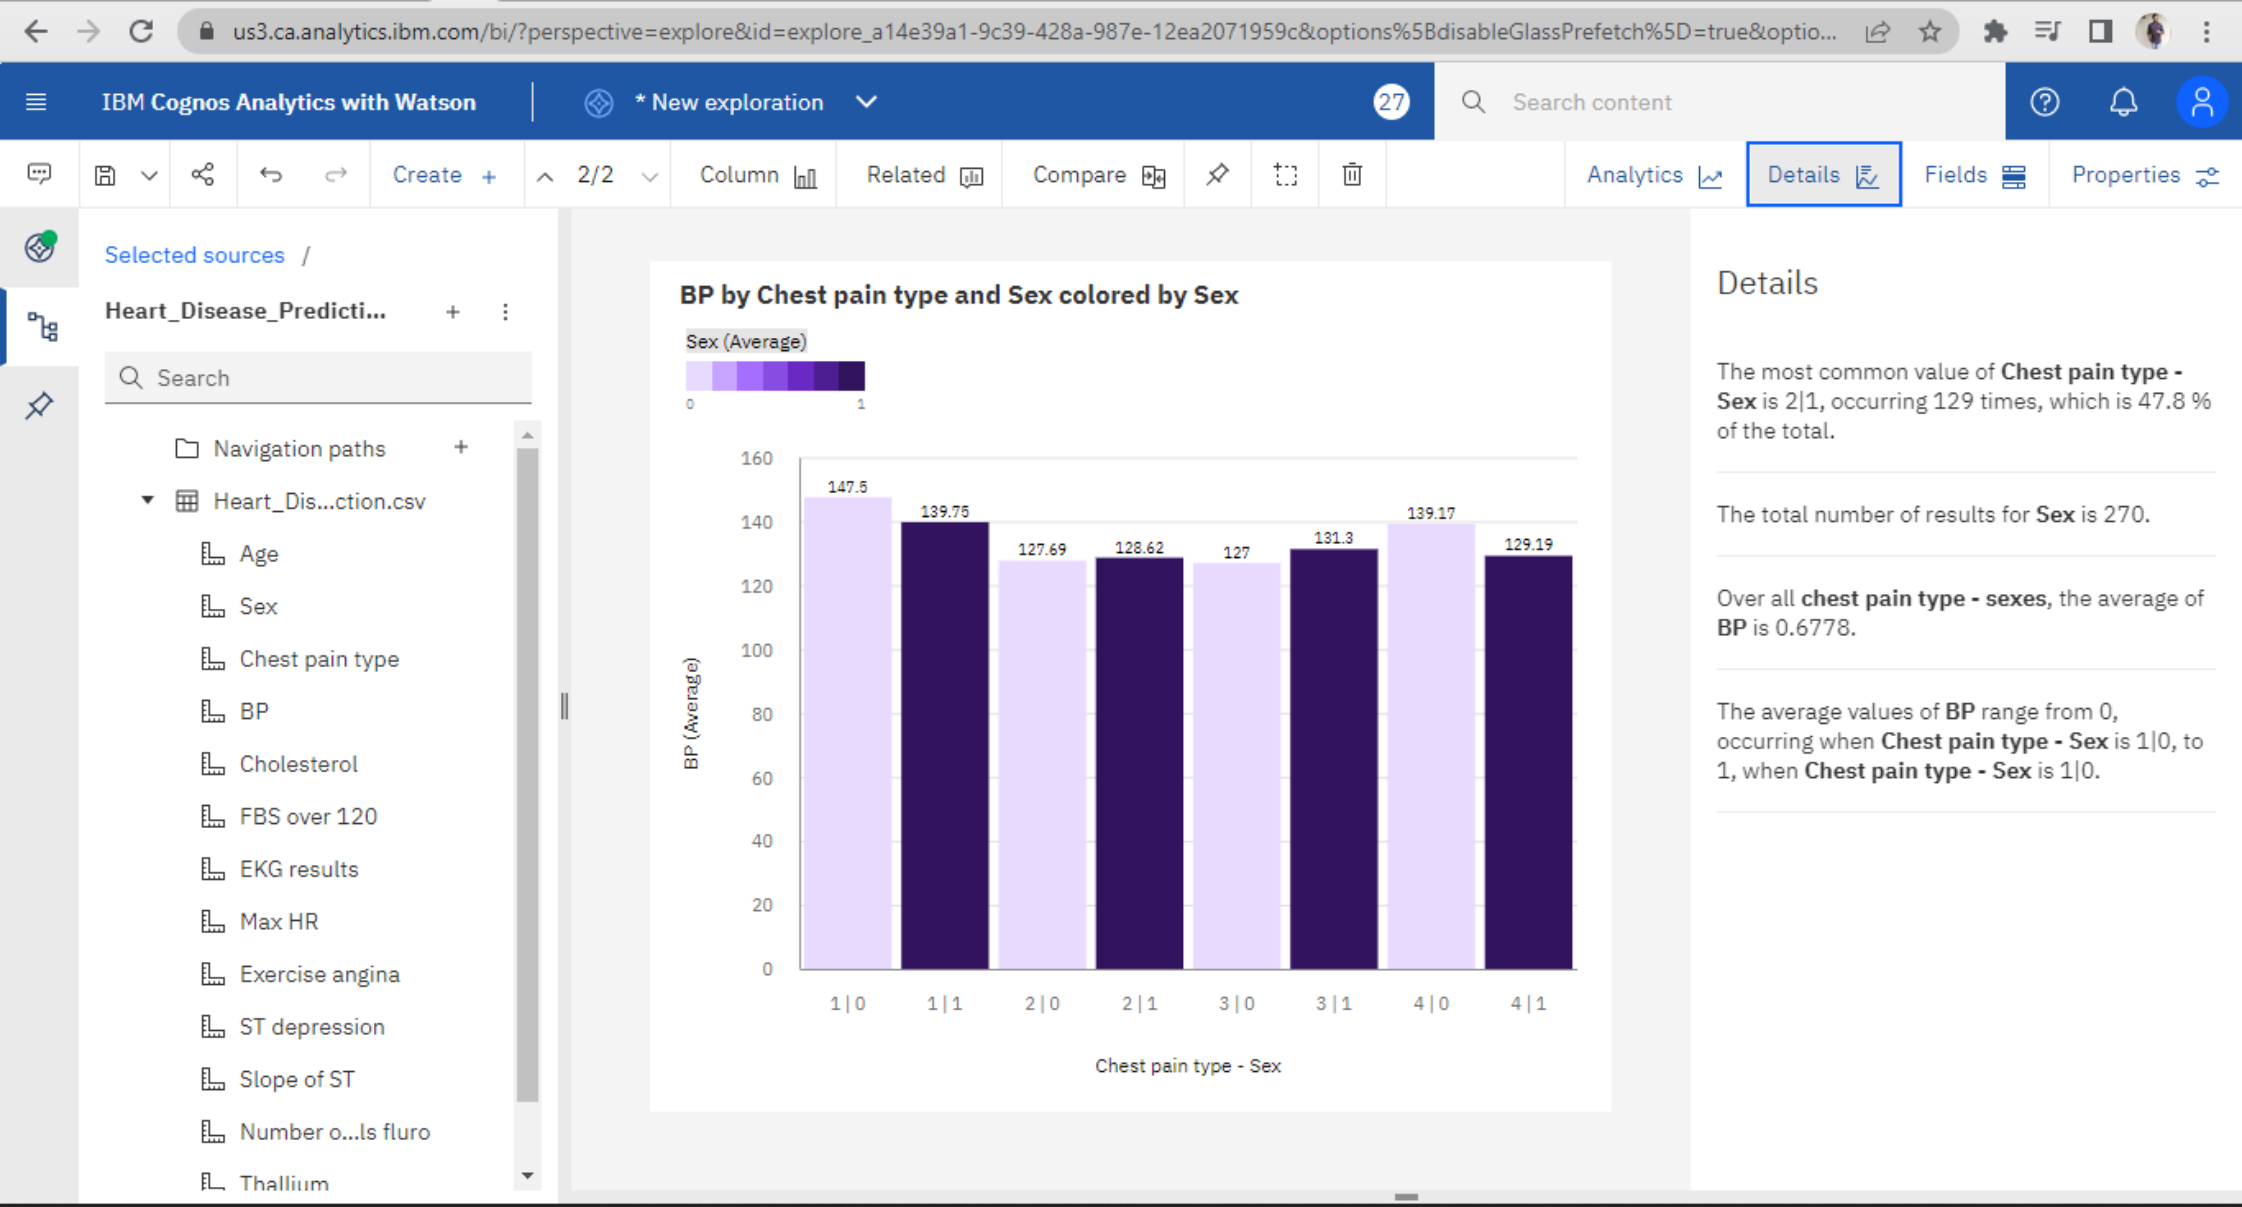 us3.ca.analytics.ibm.com/bi/?perspective=explore&id=explore_a14e39a1-9c39-428a-987e-12ea2071959c&options%5BdisableGlassPrefetch%5D=true&optio...
IBM Cognos Analytics with Watson
* New exploration
27
Search content
Create +
2/2
Column
Related
Compare
Analytics
Details
Fields
Properties
Selected sources /
Heart_Disease_Predicti...
Search
Navigation paths
Heart_Dis...ction.csv
Age
Sex
Chest pain type
BP
Cholesterol
FBS over 120
EKG results
Max HR
Exercise angina
ST depression
Slope of ST
Number o...ls fluro
Thallium
BP by Chest pain type and Sex colored by Sex
Sex (Average)
0 1
160
140
120
100
80
60
40
20
0
BP (Average)
147.5
139.75
127.69
128.62
127
131.3
139.17
129.19
1|0 1|1 2|0 2|1 3|0 3|1 4|0 4|1
Chest pain type - Sex
Details
The most common value of Chest pain type -
Sex is 2|1, occurring 129 times, which is 47.8 %
of the total.
The total number of results for Sex is 270.
Over all chest pain type - sexes, the average of
BP is 0.6778.
The average values of BP range from 0,
occurring when Chest pain type - Sex is 1|0, to
1, when Chest pain type - Sex is 1|0.